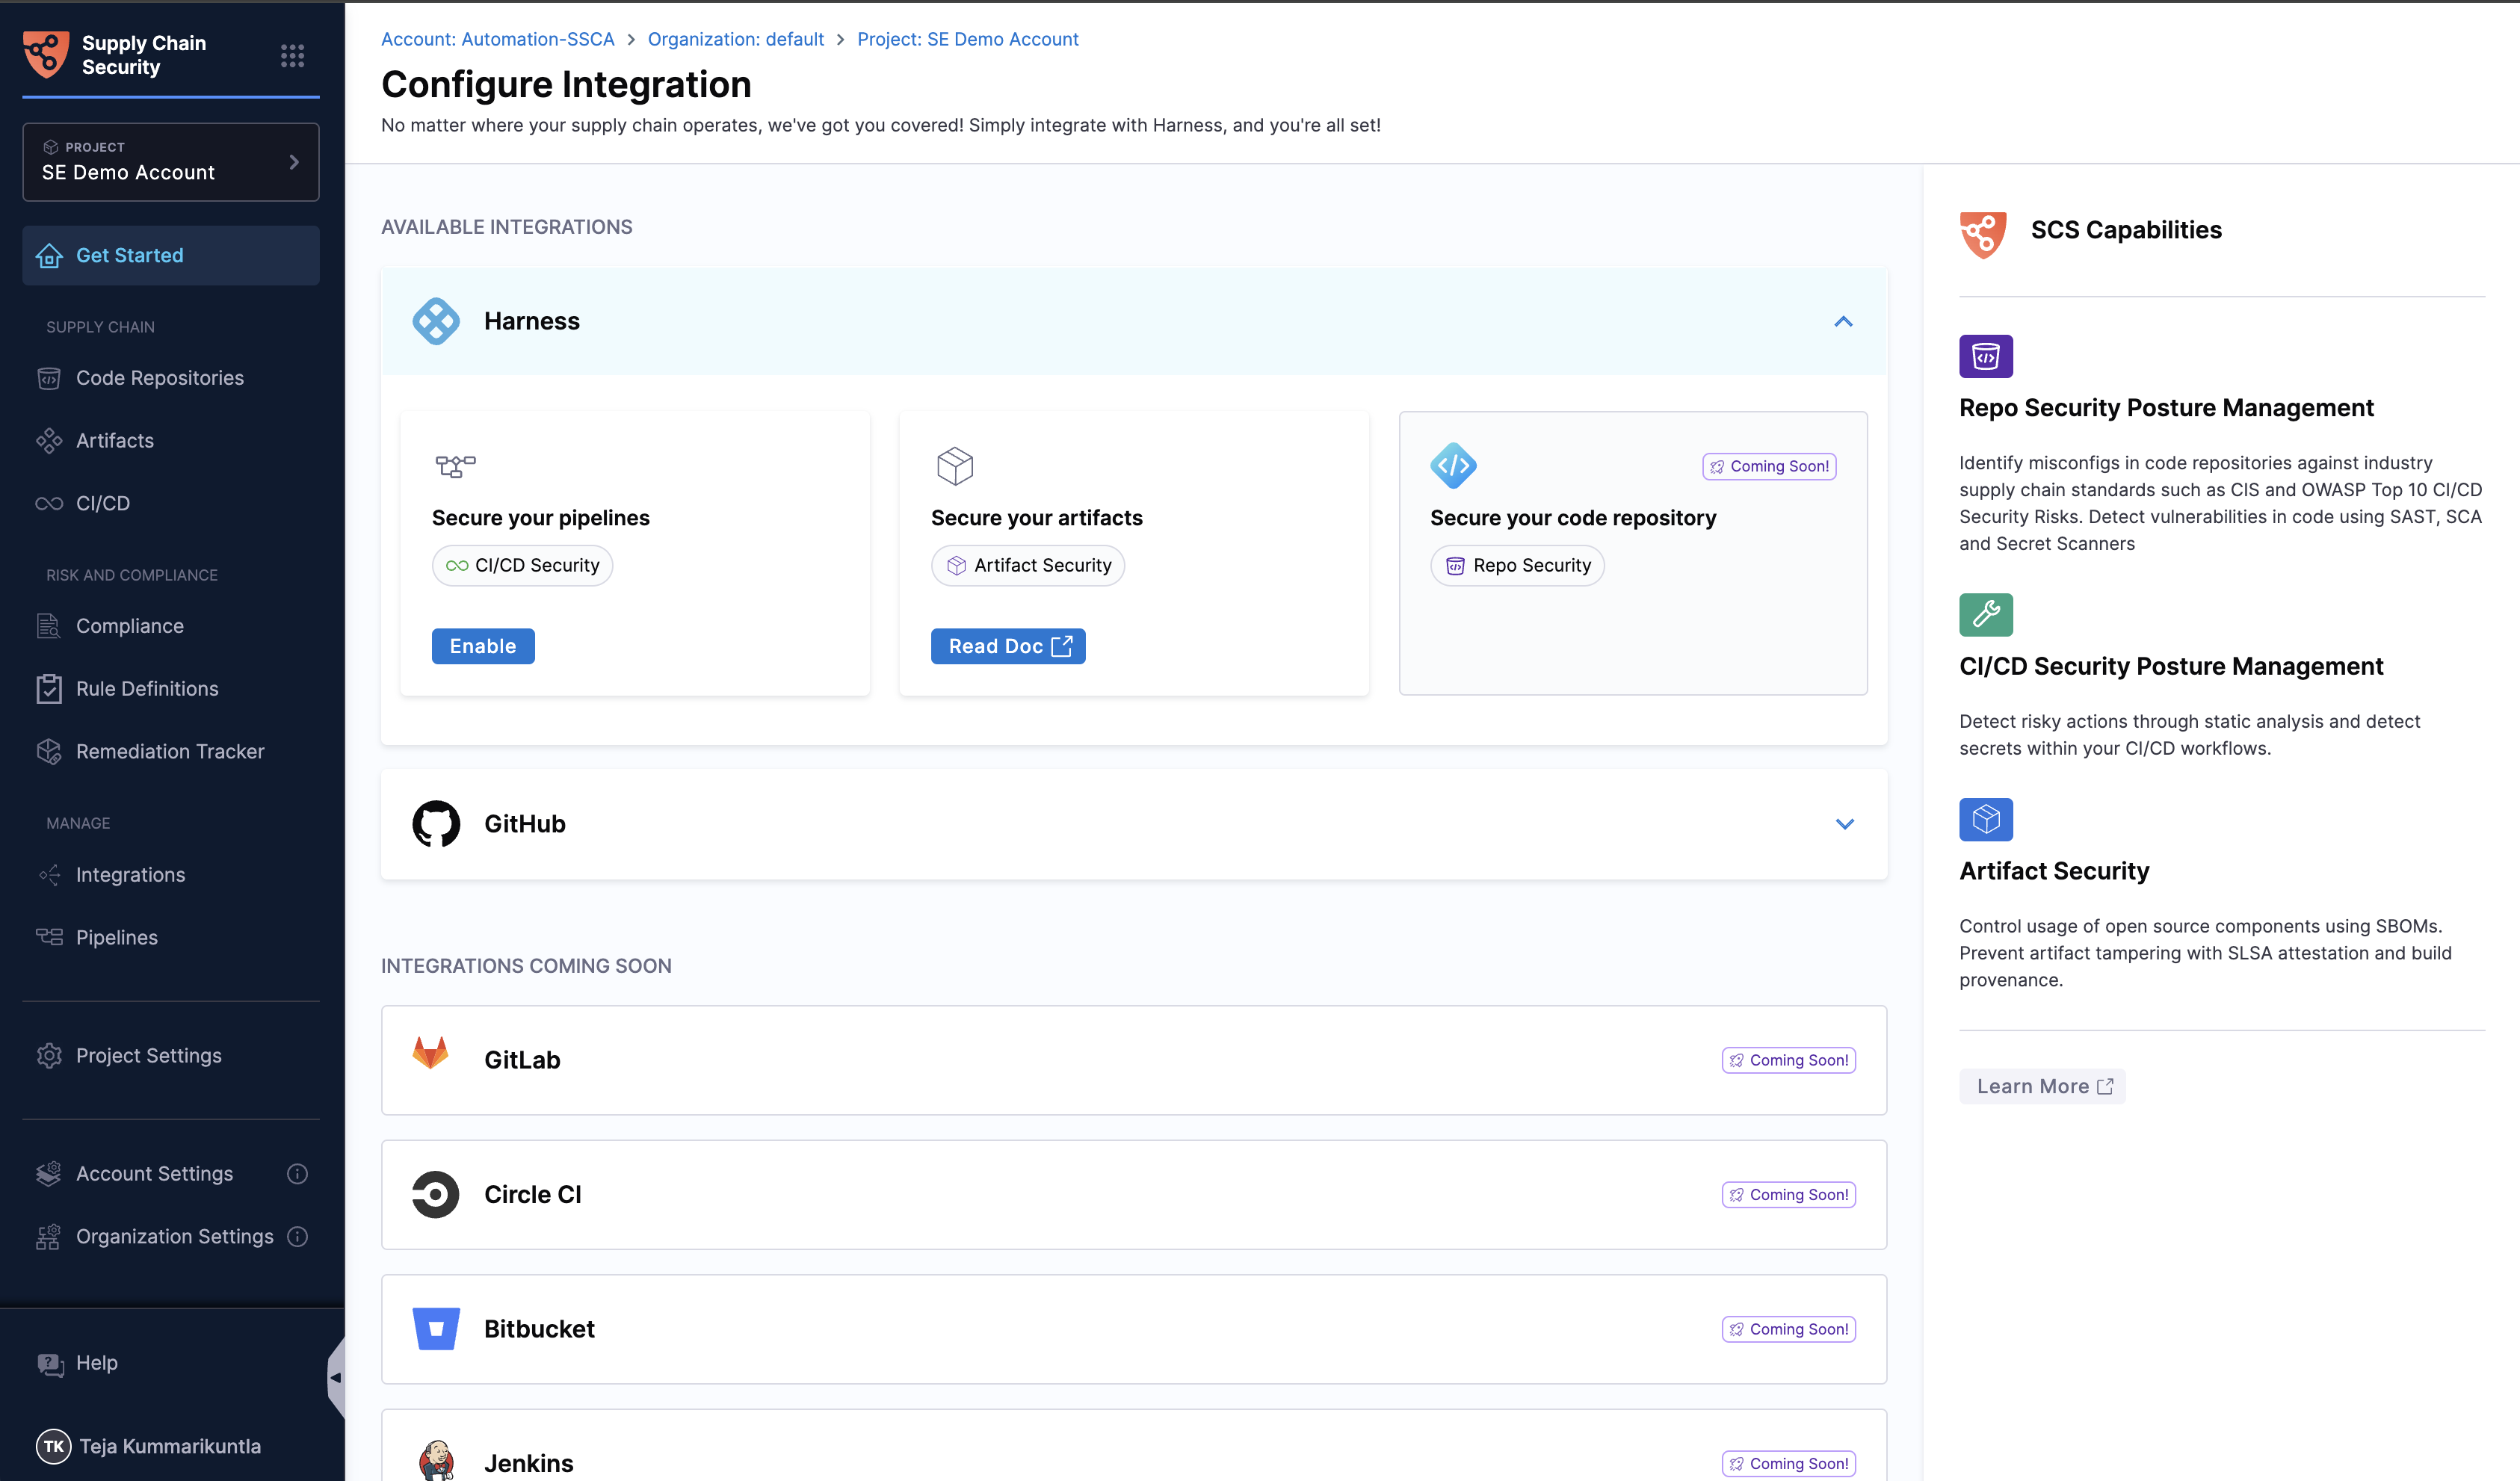 Supply Chain
Security
PROJECT
SE Demo Account
Get Started
SUPPLY CHAIN
Code Repositories
Artifacts
CI/CD
RISK AND COMPLIANCE
Compliance
Rule Definitions
Remediation Tracker
MANAGE
Integrations
Pipelines
Project Settings
Account Settings
Organization Settings
Help
TK Teja Kummarikuntla
Account: Automation-SSCA > Organization: default > Project: SE Demo Account
Configure Integration
No matter where your supply chain operates, we've got you covered! Simply integrate with Harness, and you're all set!
AVAILABLE INTEGRATIONS
Harness
Secure your pipelines
CI/CD Security
Enable
Secure your artifacts
Artifact Security
Read Doc
Coming Soon!
Secure your code repository
Repo Security
GitHub
INTEGRATIONS COMING SOON
GitLab
Coming Soon!
Circle CI
Coming Soon!
Bitbucket
Coming Soon!
Jenkins
Coming Soon!
SCS Capabilities
Repo Security Posture Management
Identify misconfigs in code repositories against industry
supply chain standards such as CIS and OWASP Top 10 CI/CD
Security Risks. Detect vulnerabilities in code using SAST, SCA
and Secret Scanners
CI/CD Security Posture Management
Detect risky actions through static analysis and detect
secrets within your CI/CD workflows.
Artifact Security
Control usage of open source components using SBOMs.
Prevent artifact tampering with SLSA attestation and build
provenance.
Learn More